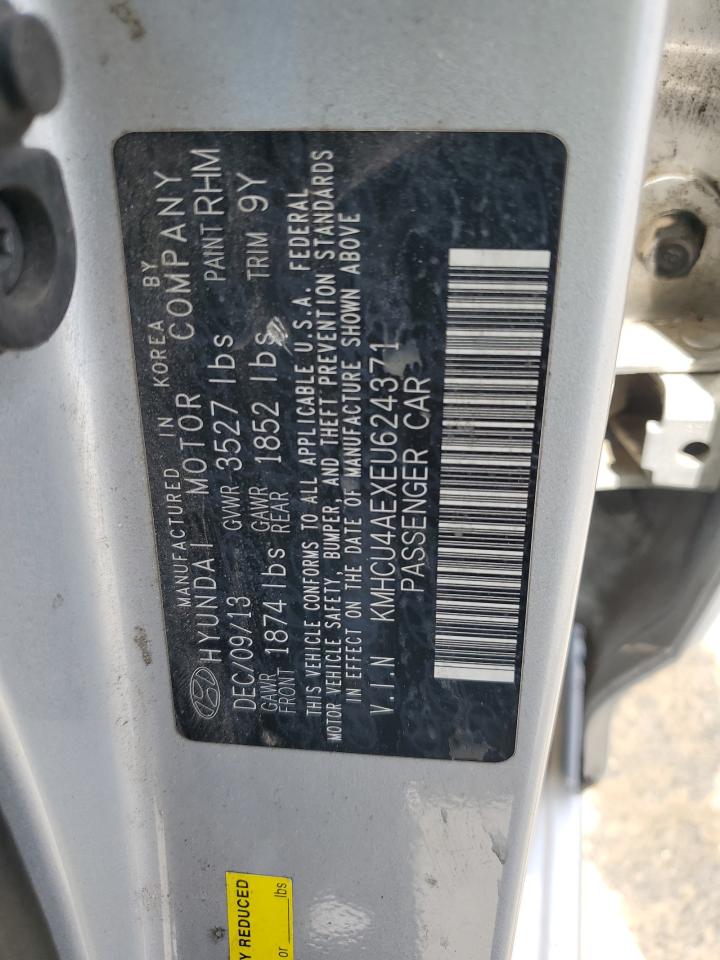 MANUFACTURED IN KOREA BY
HYUNDAI MOTOR COMPANY
DEC/09/13 GVWR 3527 lbs PAINT RHM
GAWR FRONT 1874 lbs GAWR REAR 1852 lbs TRIM 9Y
THIS VEHICLE CONFORMS TO ALL APPLICABLE U.S.A. FEDERAL
MOTOR VEHICLE SAFETY, BUMPER, AND THEFT PREVENTION STANDARDS
IN EFFECT ON THE DATE OF MANUFACTURE SHOWN ABOVE
V.I.N KMHCU4AEXEU624371
PASSENGER CAR
Y REDUCED
or ____lbs